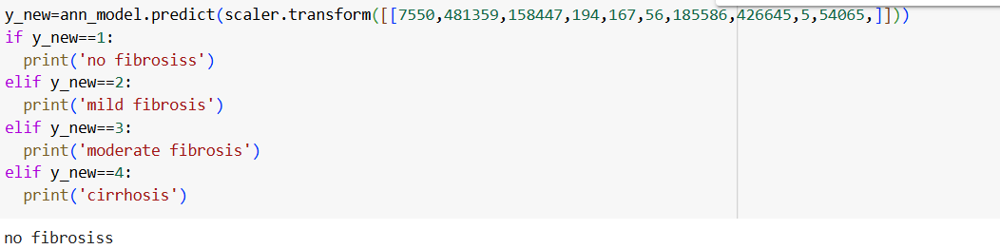 y_new=ann_model.predict(scaler.transform([[7550,481359,158447,194,167,56,185586,426645,5,54065,]]))
if y_new==1:
  print('no fibrosiss')
elif y_new==2:
  print('mild fibrosis')
elif y_new==3:
  print('moderate fibrosis')
elif y_new==4:
  print('cirrhosis')
no fibrosiss